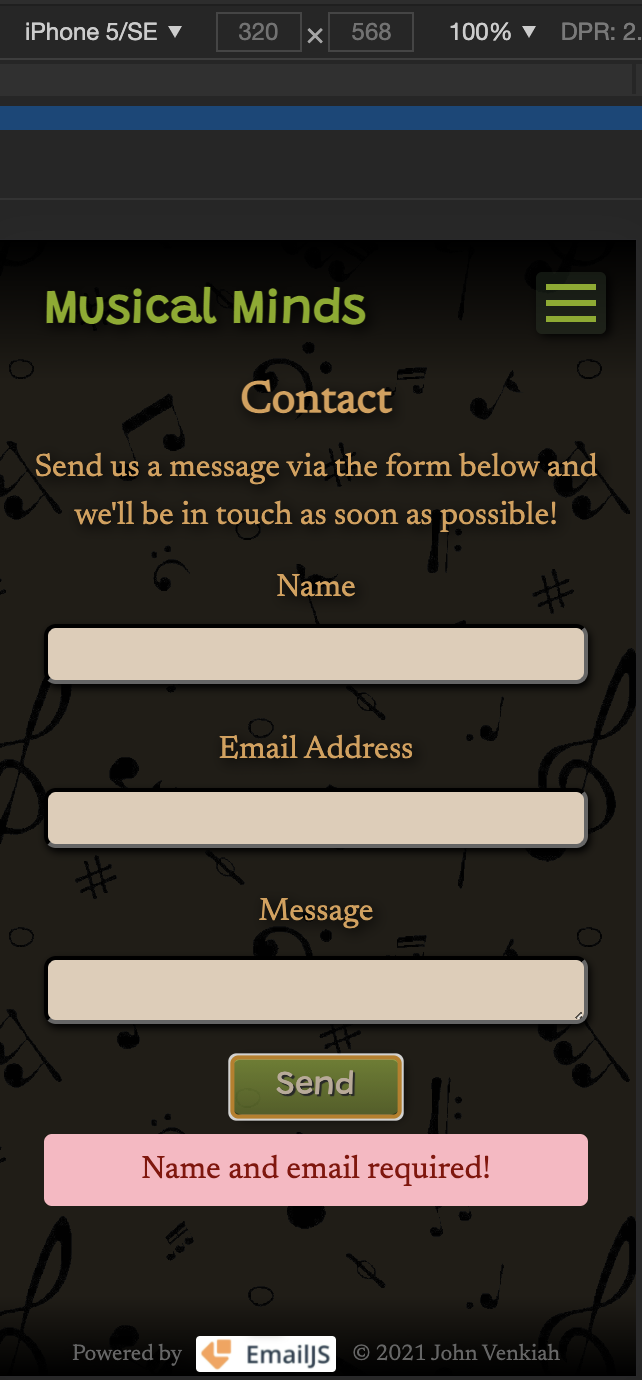 iPhone 5/SE ▼ 320 × 568 100% ▼ DPR: 2.
Musical Minds
Contact
Send us a message via the form below and
we'll be in touch as soon as possible!
Name
Email Address
Message
Send
Name and email required!
Powered by EmailJS © 2021 John Venkiah